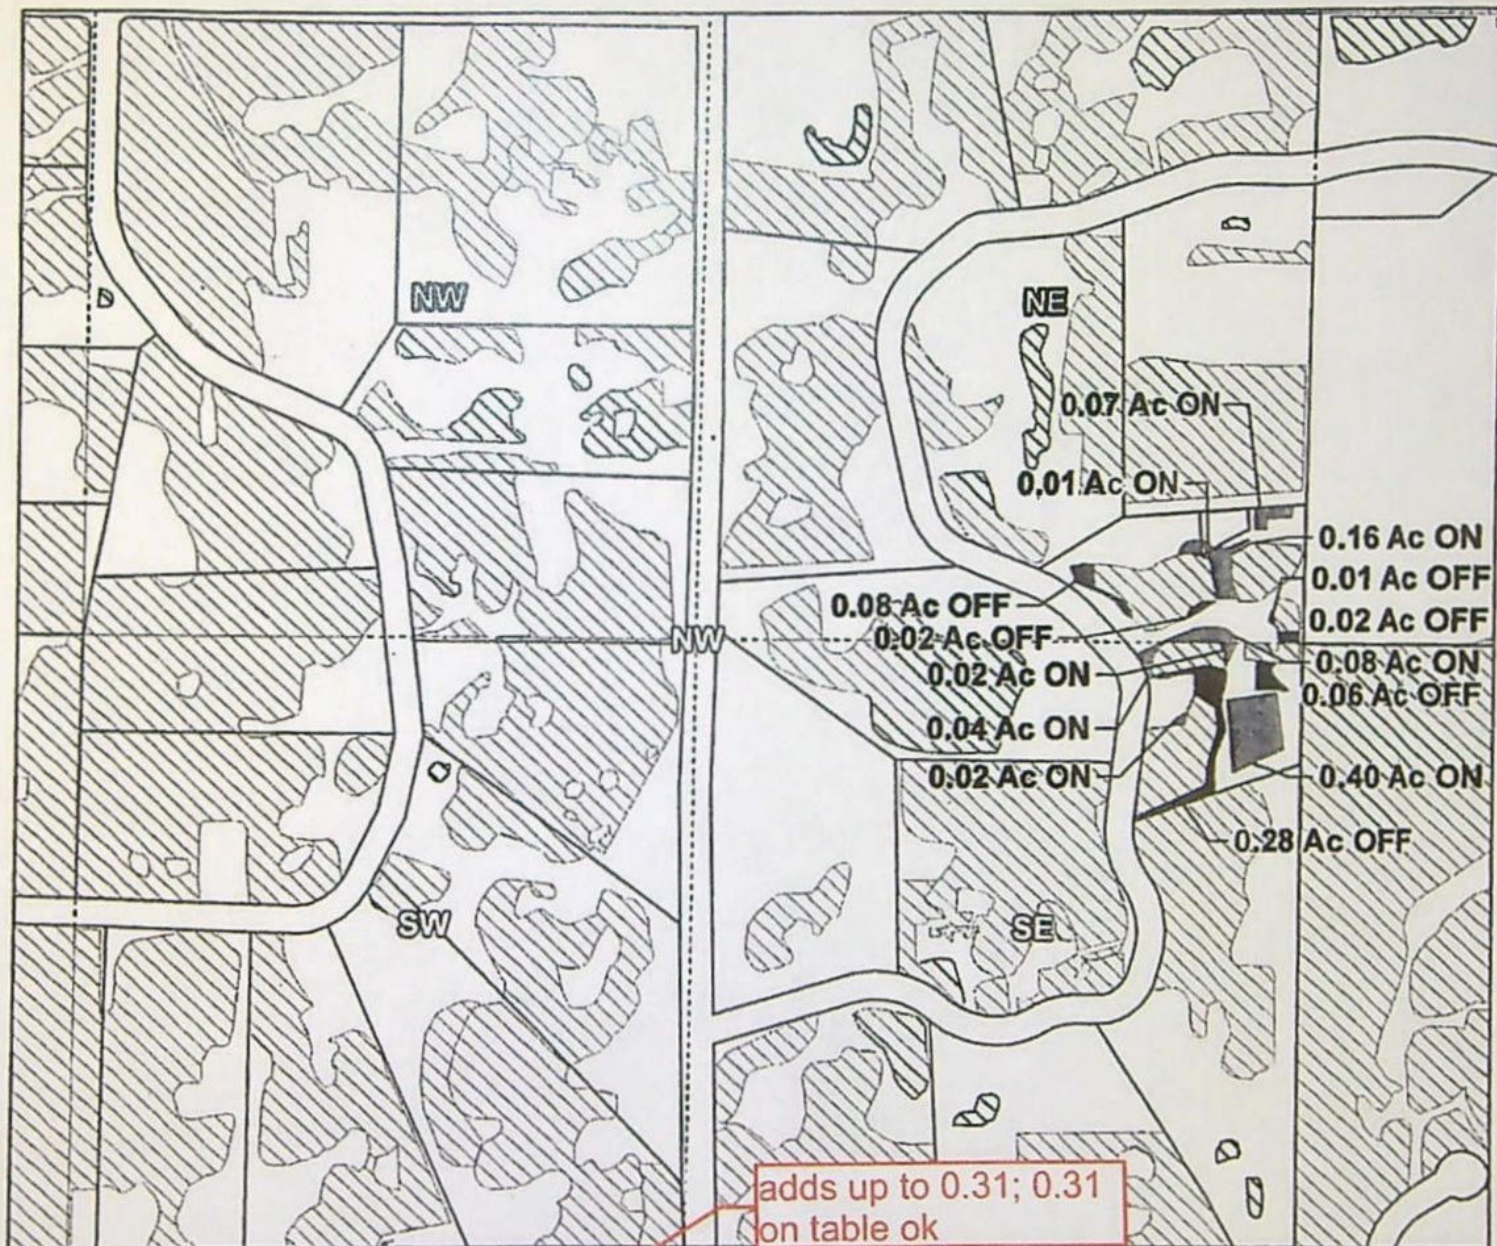 NW
NE
0.07 Ac ON
0.01 Ac ON
0.16 Ac ON
0.01 Ac OFF
0.08 Ac OFF
0.02 Ac OFF
0.02 Ac OFF
NW
0.02 Ac ON
0.08 Ac ON
0.06 Ac OFF
0.04 Ac ON
0.02 Ac ON
0.40 Ac ON
0.28 Ac OFF
SW
SE
adds up to 0.31; 0.31
on table ok